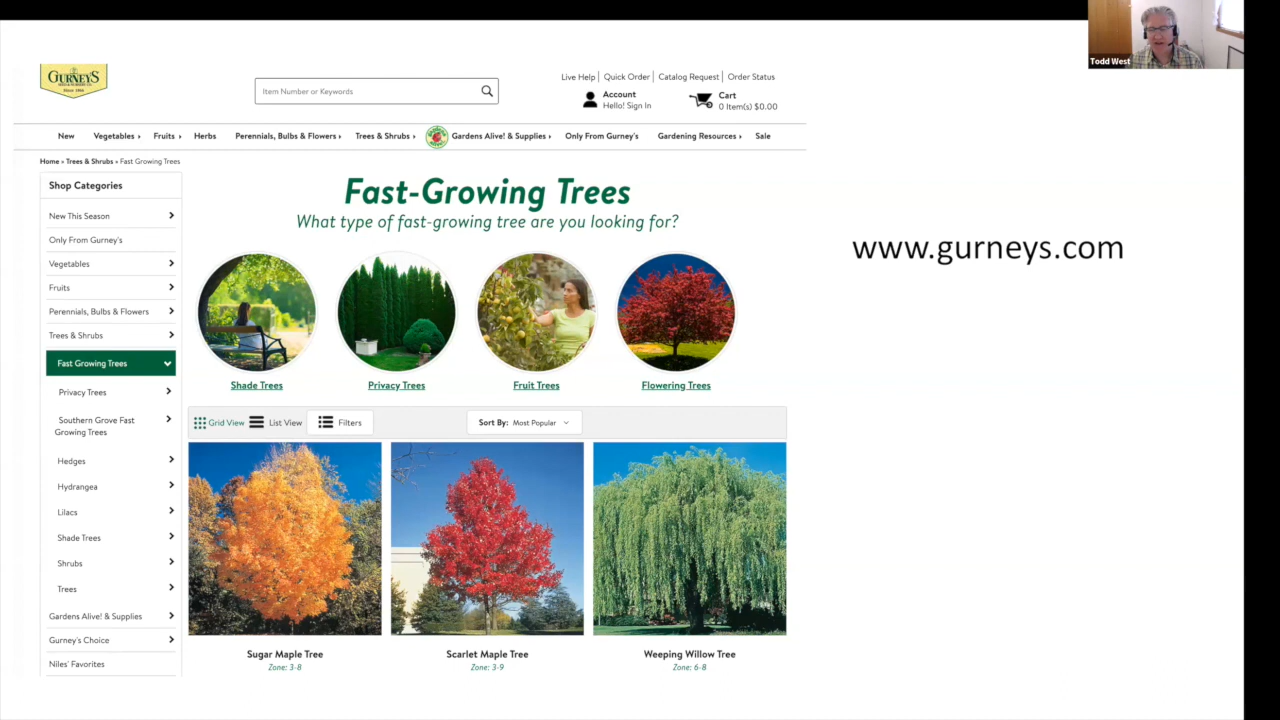 Todd West
GURNEY'S
SEED & NURSERY CO.
Since 1866
Live Help | Quick Order | Catalog Request | Order Status
Item Number or Keywords
Account
Hello! Sign In
Cart
0 Item(s) $0.00
New Vegetables Fruits Herbs Perennials, Bulbs & Flowers Trees & Shrubs Gardens Alive! & Supplies Only From Gurney's Gardening Resources Sale
Home » Trees & Shrubs » Fast Growing Trees
Shop Categories
New This Season
Only From Gurney's
Vegetables
Fruits
Perennials, Bulbs & Flowers
Trees & Shrubs
Fast Growing Trees
Privacy Trees
Southern Grove Fast
Growing Trees
Hedges
Hydrangea
Lilacs
Shade Trees
Shrubs
Trees
Gardens Alive! & Supplies
Gurney's Choice
Niles' Favorites
Fast-Growing Trees
What type of fast-growing tree are you looking for?
Shade Trees
Privacy Trees
Fruit Trees
Flowering Trees
Grid View List View Filters Sort By: Most Popular
Sugar Maple Tree
Zone: 3-8
Scarlet Maple Tree
Zone: 3-9
Weeping Willow Tree
Zone: 6-8
www.gurneys.com